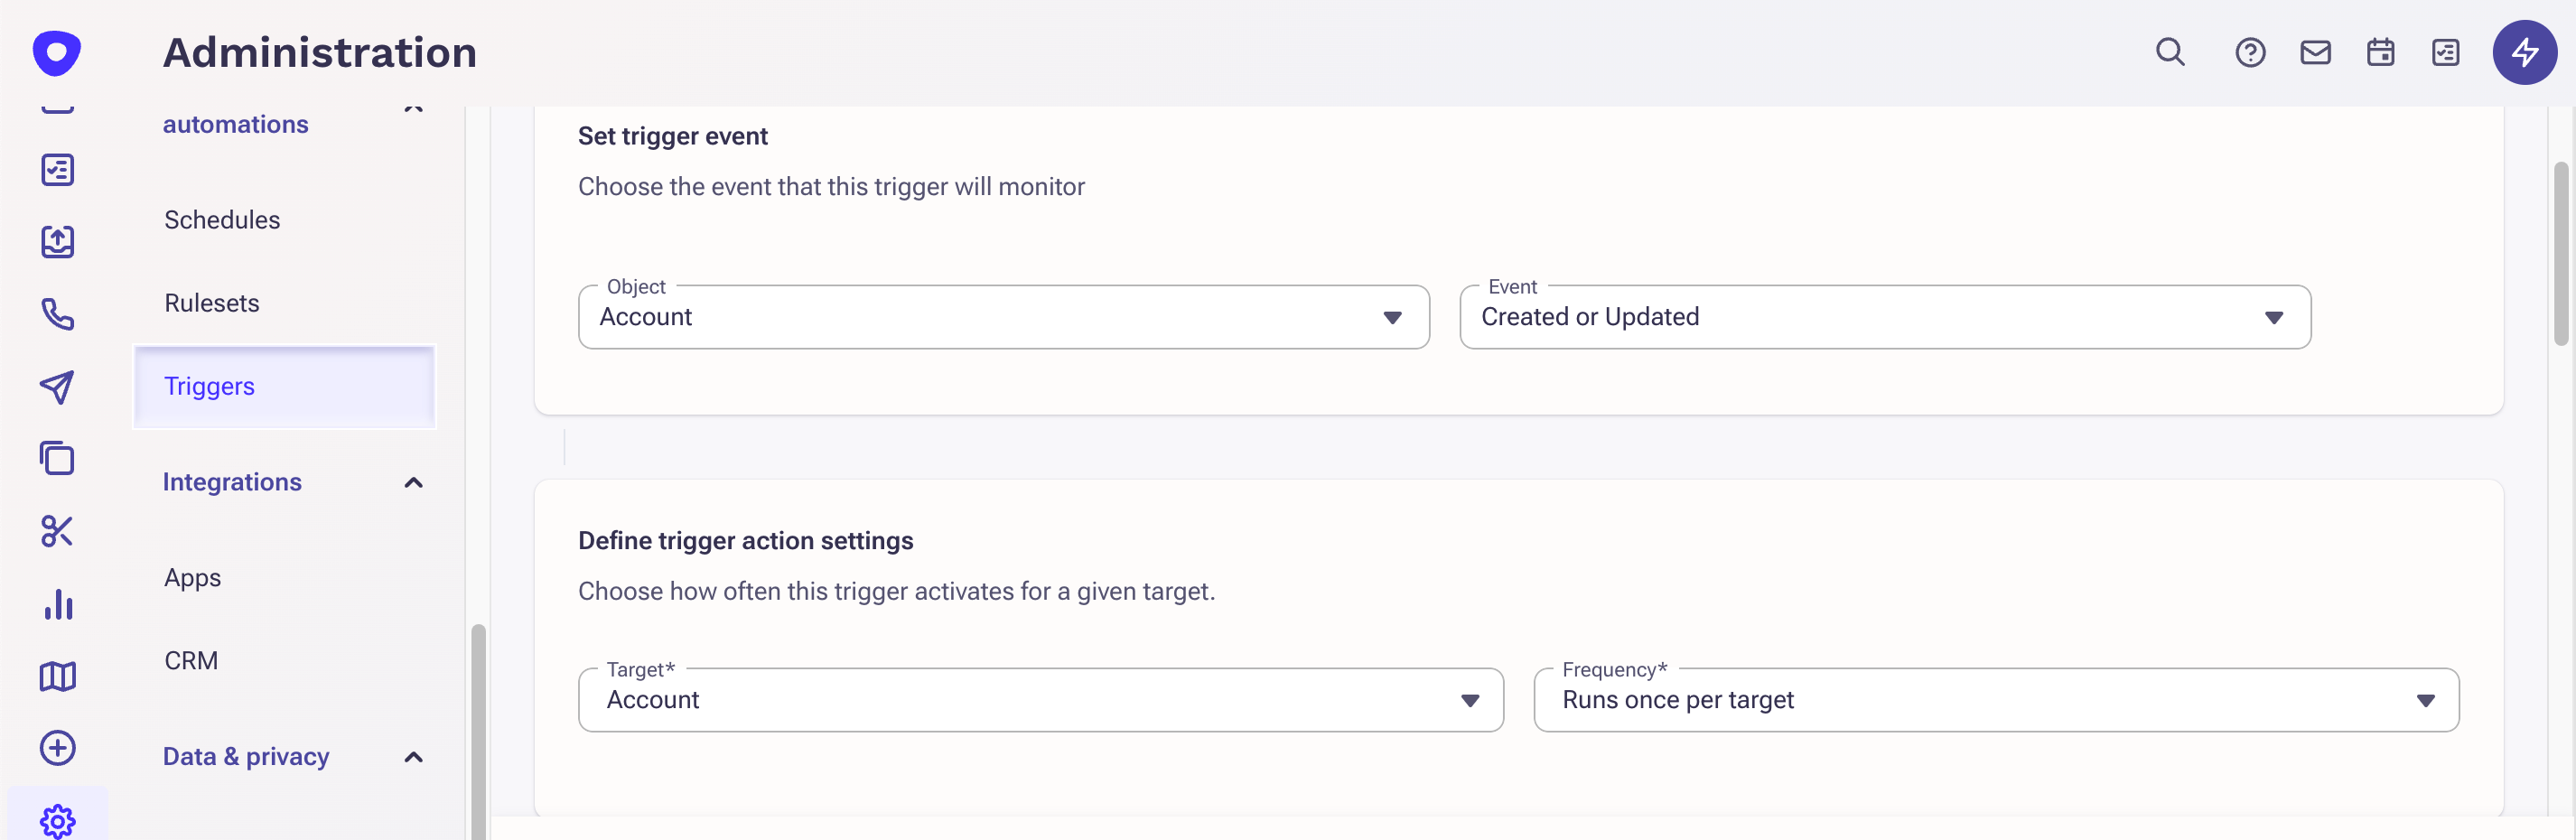 Administration
automations
Schedules
Rulesets
Triggers
Integrations
Apps
CRM
Data & privacy
Set trigger event
Choose the event that this trigger will monitor
Object
Account
Event
Created or Updated
Define trigger action settings
Choose how often this trigger activates for a given target.
Target*
Account
Frequency*
Runs once per target